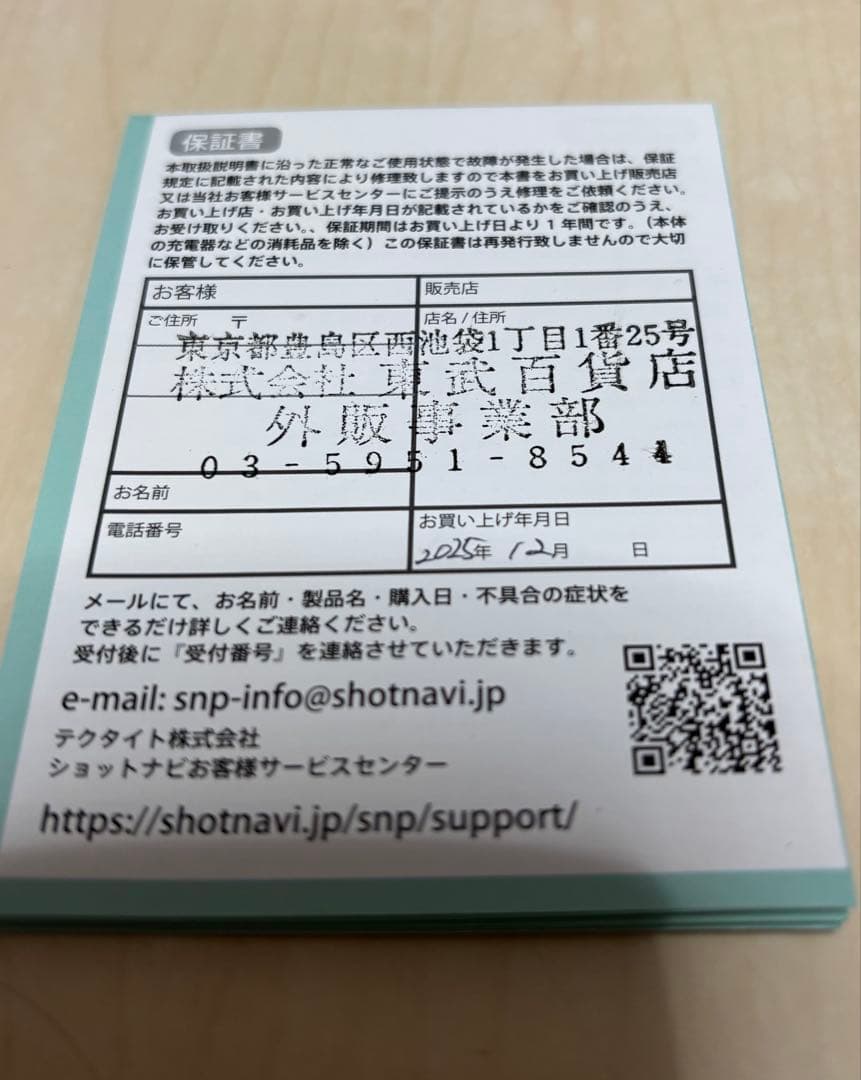 保証書
本取扱説明書に沿った正常なご使用状態で故障が発生した場合は、保証
規定に記載された内容により修理致しますので本書をお買い上げ販売店
又は当社お客様サービスセンターにご提示のうえ修理をご依頼ください。
お買い上げ店・お買い上げ年月日が記載されているかをご確認のうえ、
お受け取りください。、保証期間はお買い上げ日より1年間です。（本体
の充電器などの消耗品を除く）この保証書は再発行致しませんので大切
に保管してください。
お客様
販売店
ご住所 〒
店名/住所
東京都豊島区西池袋1丁目1番25号
株式会社 東武百貨店
外販事業部
03-5951-8544
お名前
電話番号
お買い上げ年月日
2025年 12月 日
メールにて、お名前・製品名・購入日・不具合の症状を
できるだけ詳しくご連絡ください。
受付後に『受付番号』を連絡させていただきます。
e-mail: snp-info@shotnavi.jp
テクタイト株式会社
ショットナビお客様サービスセンター
https://shotnavi.jp/snp/support/